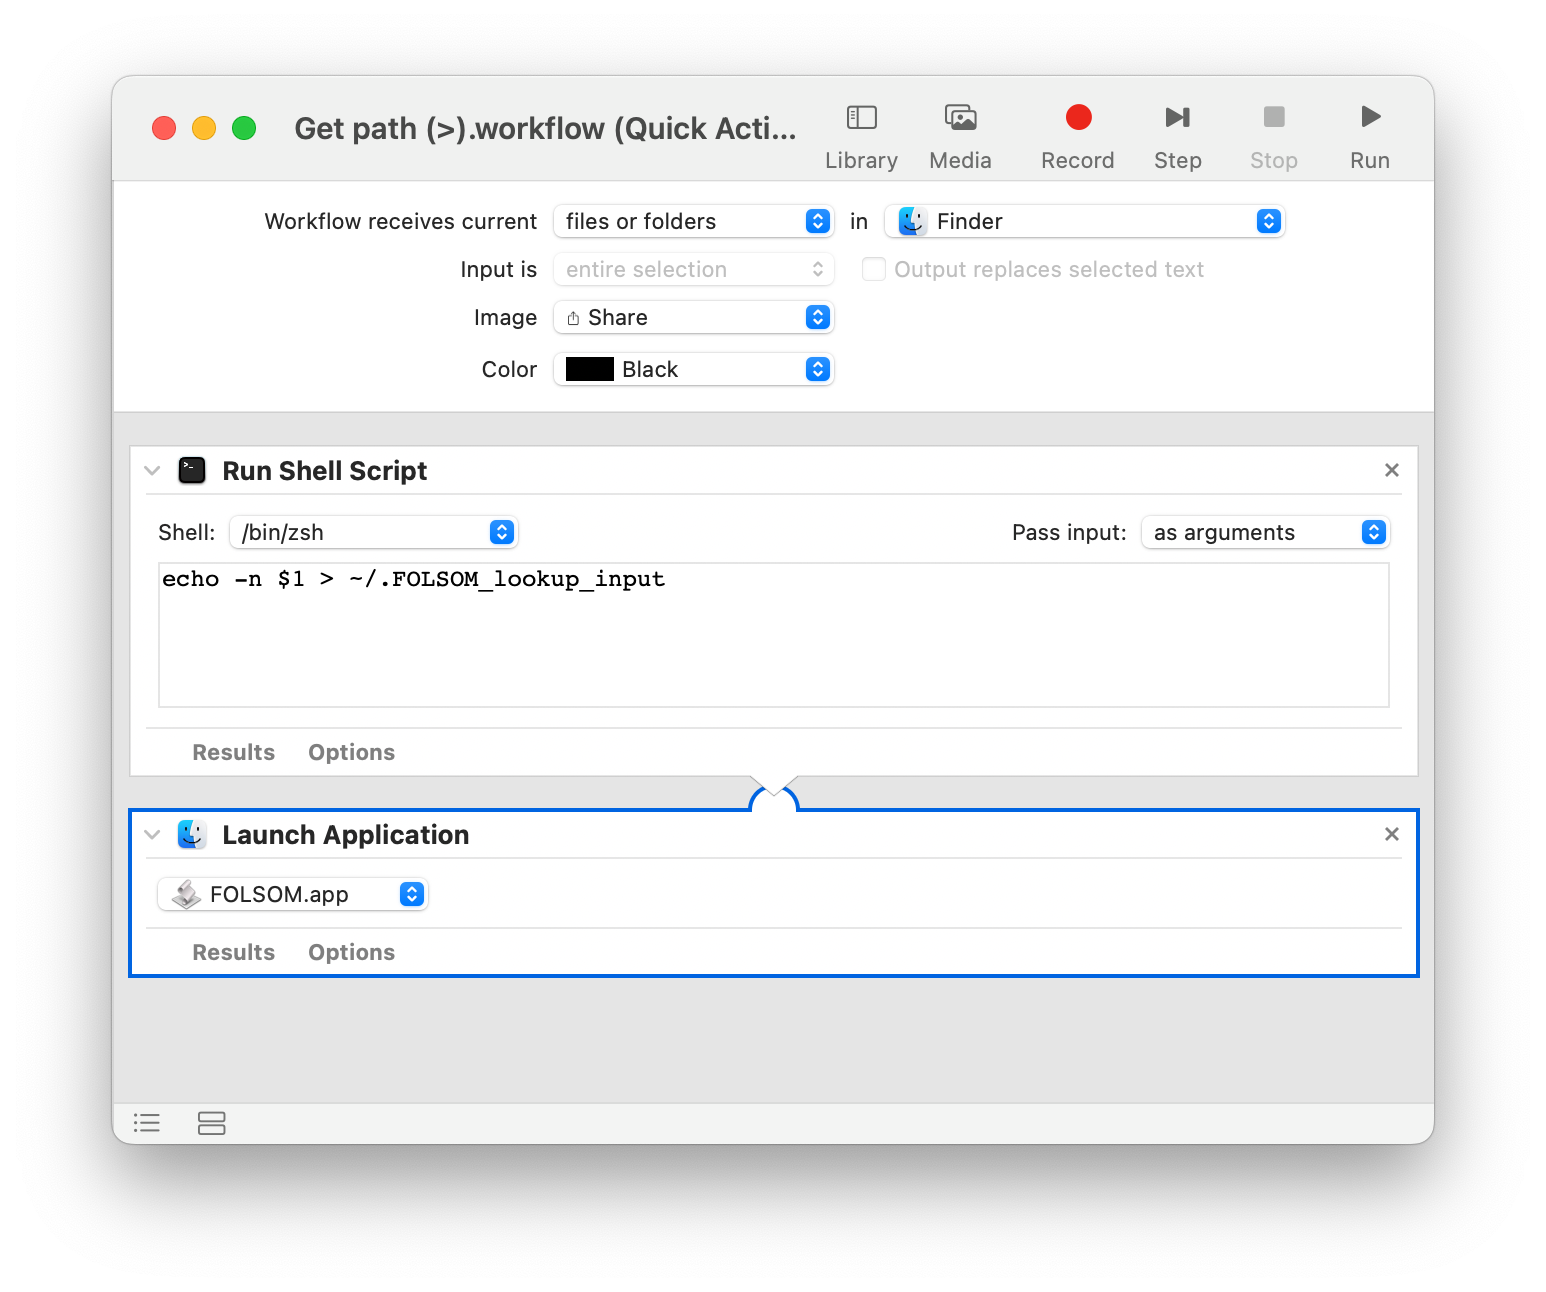 Get path (>).workflow (Quick Acti...
Library Media Record Step Stop Run
Workflow receives current files or folders in Finder
Input is entire selection Output replaces selected text
Image Share
Color Black
Run Shell Script
Shell: /bin/zsh Pass input: as arguments
echo -n $1 > ~/.FOLSOM_lookup_input
Results Options
Launch Application
FOLSOM.app
Results Options